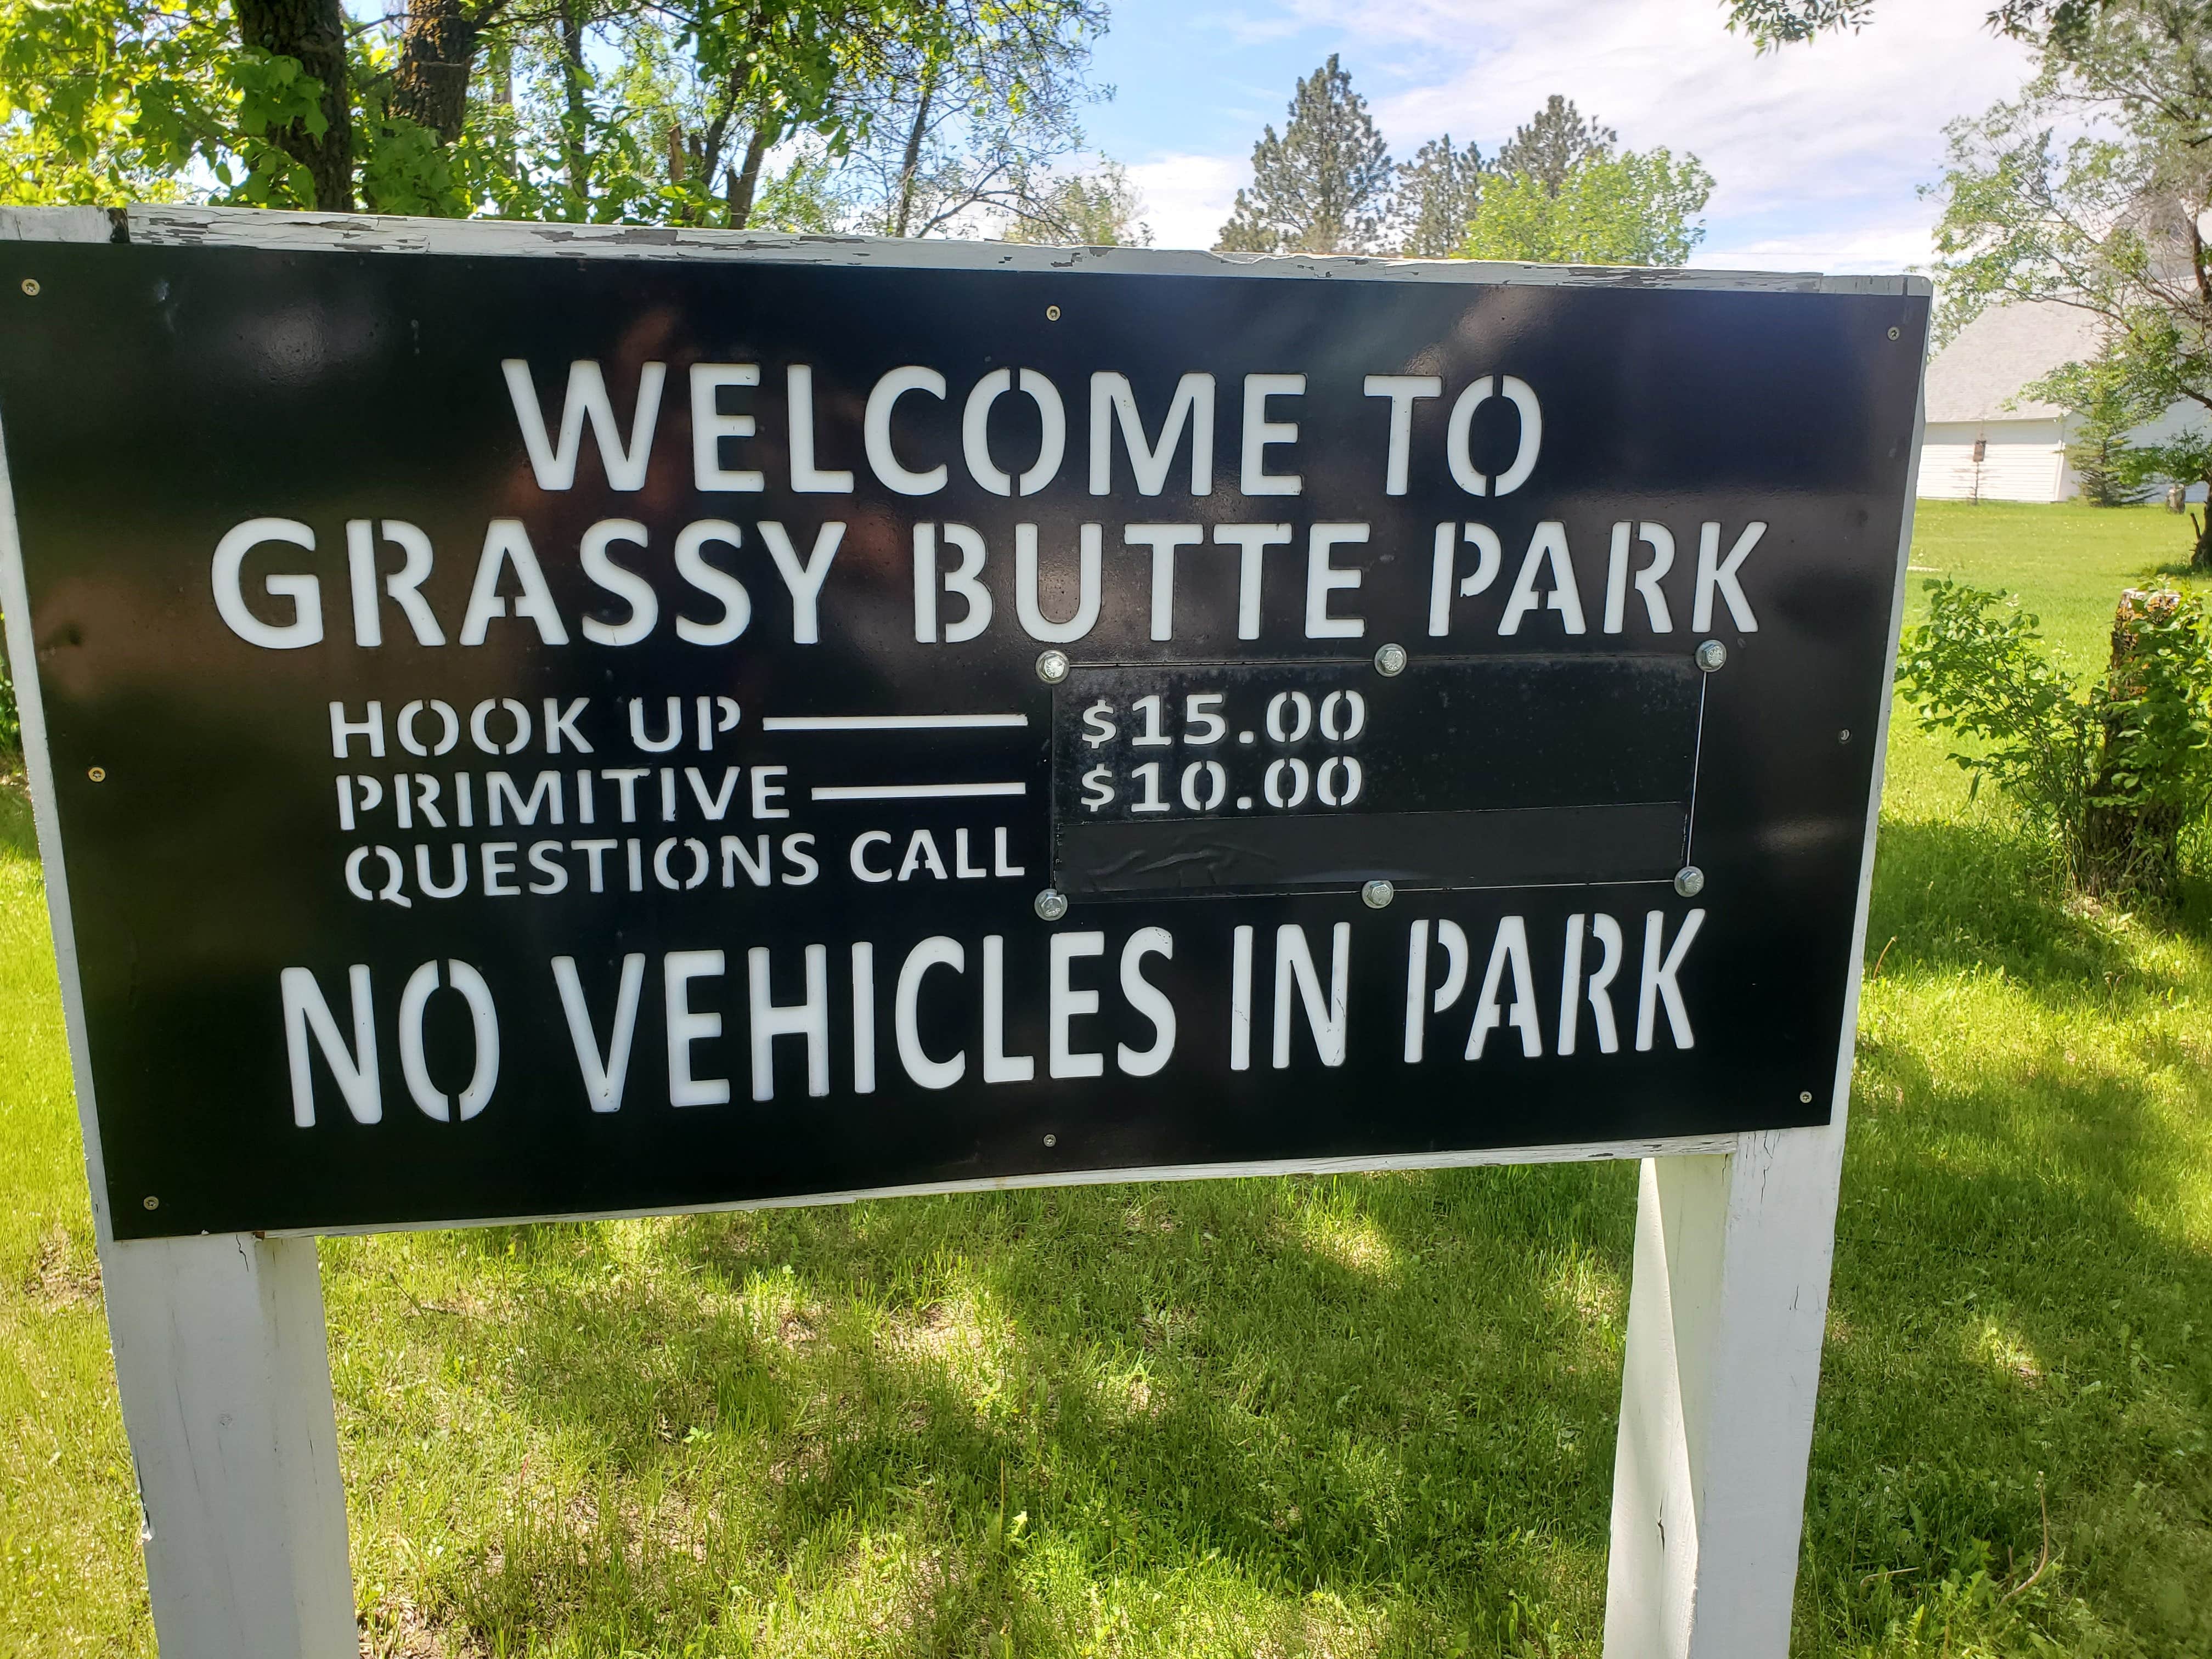 WELCOME TO
GRASSY BUTTE PARK
HOOK UP — $15.00
PRIMITIVE — $10.00
QUESTIONS CALL
NO VEHICLES IN PARK